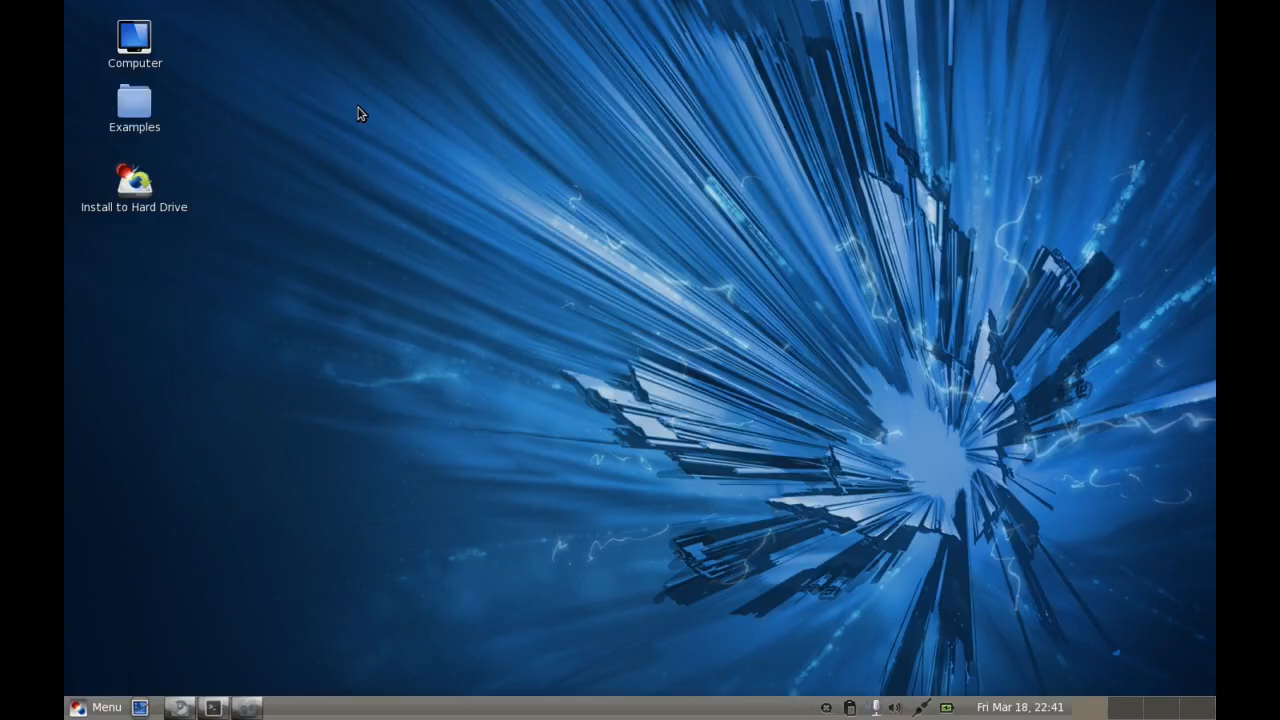 Computer
Examples
Install to Hard Drive
Menu
Fri Mar 18, 22:41